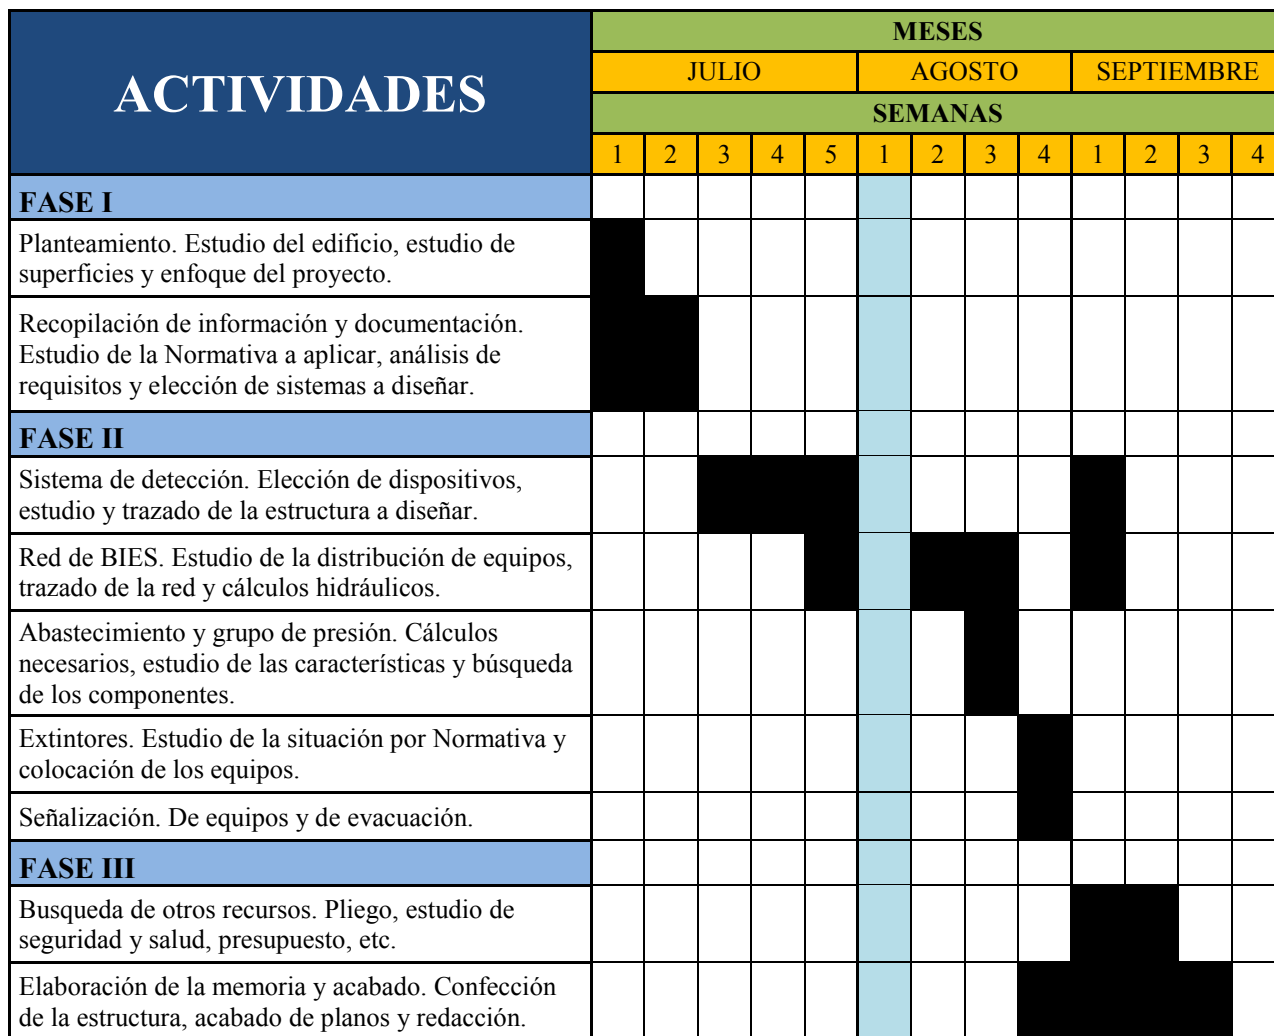 ACTIVIDADES
MESES
JULIO AGOSTO SEPTIEMBRE
SEMANAS
1 2 3 4 5 1 2 3 4 1 2 3 4
FASE I
Planteamiento. Estudio del edificio, estudio de
superficies y enfoque del proyecto.
Recopilación de información y documentación.
Estudio de la Normativa a aplicar, análisis de
requisitos y elección de sistemas a diseñar.
FASE II
Sistema de detección. Elección de dispositivos,
estudio y trazado de la estructura a diseñar.
Red de BIES. Estudio de la distribución de equipos,
trazado de la red y cálculos hidráulicos.
Abastecimiento y grupo de presión. Cálculos
necesarios, estudio de las características y búsqueda
de los componentes.
Extintores. Estudio de la situación por Normativa y
colocación de los equipos.
Señalización. De equipos y de evacuación.
FASE III
Busqueda de otros recursos. Pliego, estudio de
seguridad y salud, presupuesto, etc.
Elaboración de la memoria y acabado. Confección
de la estructura, acabado de planos y redacción.